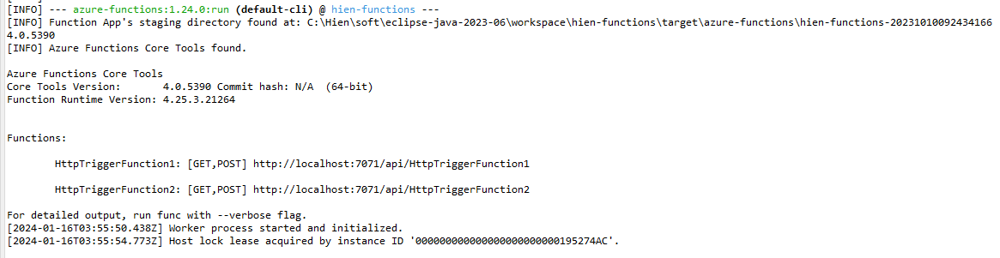 [INFO] --- azure-functions:1.24.0:run (default-cli) @ hien-functions ---
[INFO] Function App's staging directory found at: C:\Hien\soft\eclipse-java-2023-06\workspace\hien-functions\target\azure-functions\hien-functions-20231010092434166
4.0.5390
[INFO] Azure Functions Core Tools found.
Azure Functions Core Tools
Core Tools Version:       4.0.5390 Commit hash: N/A  (64-bit)
Function Runtime Version: 4.25.3.21264
Functions:
HttpTriggerFunction1: [GET,POST] http://localhost:7071/api/HttpTriggerFunction1
HttpTriggerFunction2: [GET,POST] http://localhost:7071/api/HttpTriggerFunction2
For detailed output, run func with --verbose flag.
[2024-01-16T03:55:50.438Z] Worker process started and initialized.
[2024-01-16T03:55:54.773Z] Host lock lease acquired by instance ID '000000000000000000000000195274AC'.